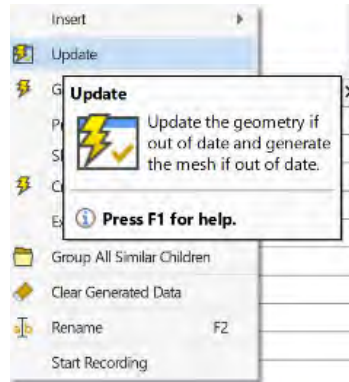 Insert
Update
G
Update
Update the geometry if
out of date and generate
the mesh if out of date.
Press F1 for help.
Group All Similar Children
Clear Generated Data
Rename F2
Start Recording